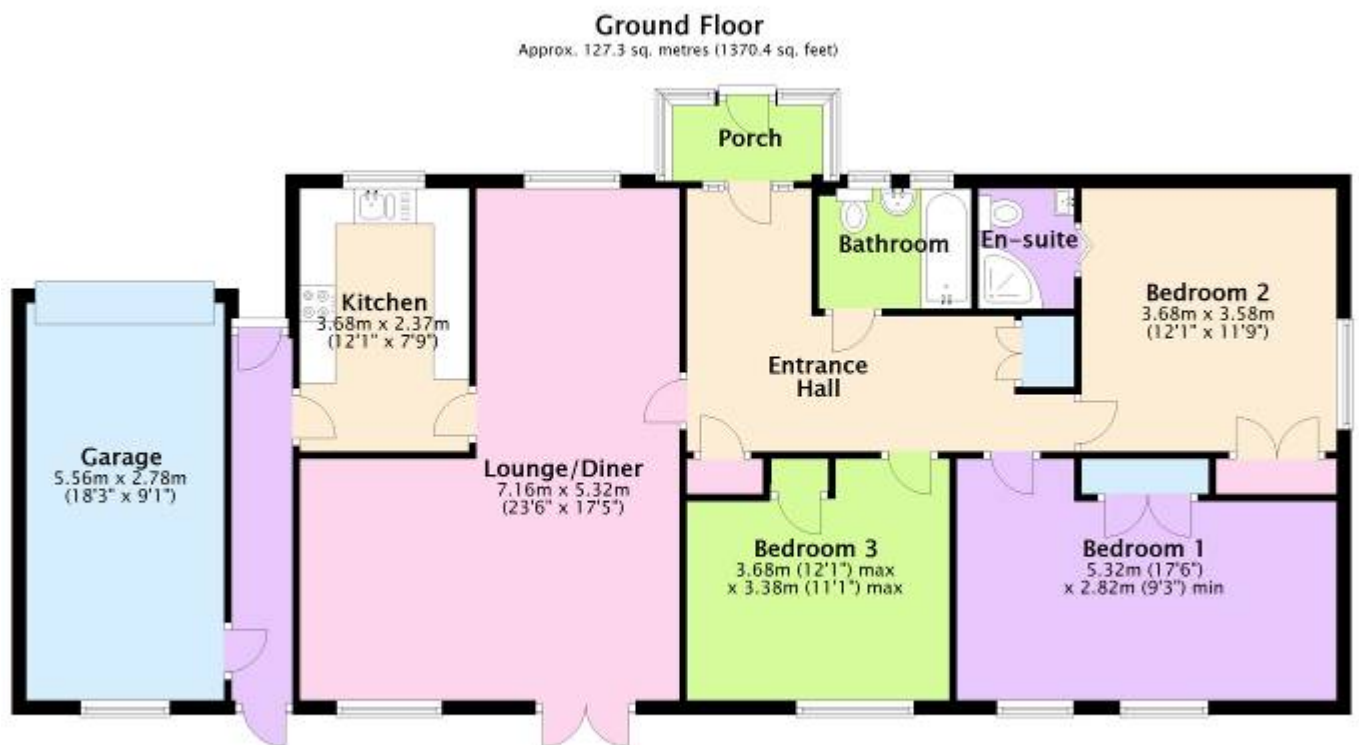 Ground Floor
Approx. 127.3 sq. metres (1370.4 sq. feet)
Porch
Bathroom
En-suite
Kitchen
3.68m x 2.37m
(12'1" x 7'9")
Bedroom 2
3.68m x 3.58m
(12'1" x 11'9")
Entrance
Hall
Garage
5.56m x 2.78m
(18'3" x 9'1")
Lounge/Diner
7.16m x 5.32m
(23'6" x 17'5")
Bedroom 3
3.68m (12'1") max
x 3.38m (11'1") max
Bedroom 1
5.32m (17'6")
x 2.82m (9'3") min